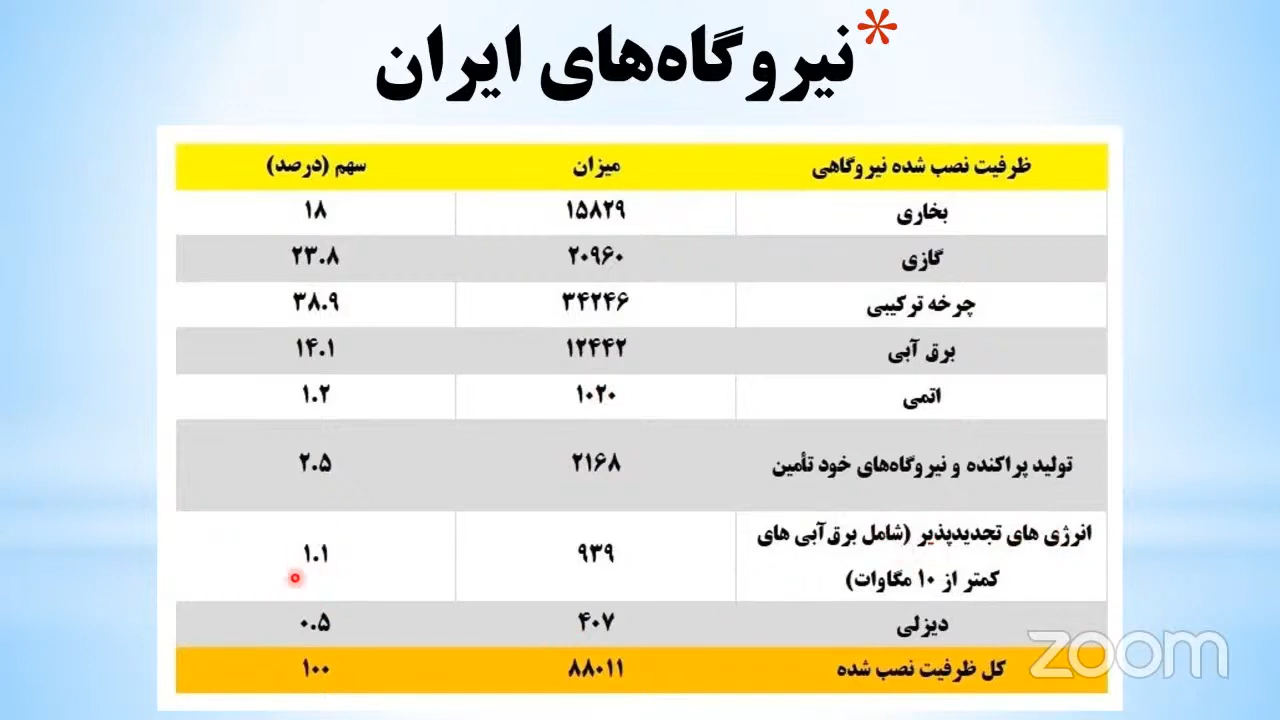 *نیروگاه‌های ایران
ظرفیت نصب شده نیروگاهی میزان سهم (درصد)
بخاری ۱۵۸۲۹ ۱۸
گازی ۲۰۹۶۰ ۲۳.۸
چرخه ترکیبی ۳۴۲۴۶ ۳۸.۹
برق آبی ۱۲۴۴۲ ۱۴.۱
اتمی ۱۰۲۰ ۱.۲
تولید پراکنده و نیروگاه‌های خود تأمین ۲۱۶۸ ۲.۵
انرژی های تجدیدپذیر (شامل برق‌آبی های
کمتر از ۱۰ مگاوات) ۹۳۹ ۱.۱
دیزلی ۴۰۷ ۰.۵
کل ظرفیت نصب شده ۸۸۰۱۱ ۱۰۰
zoom